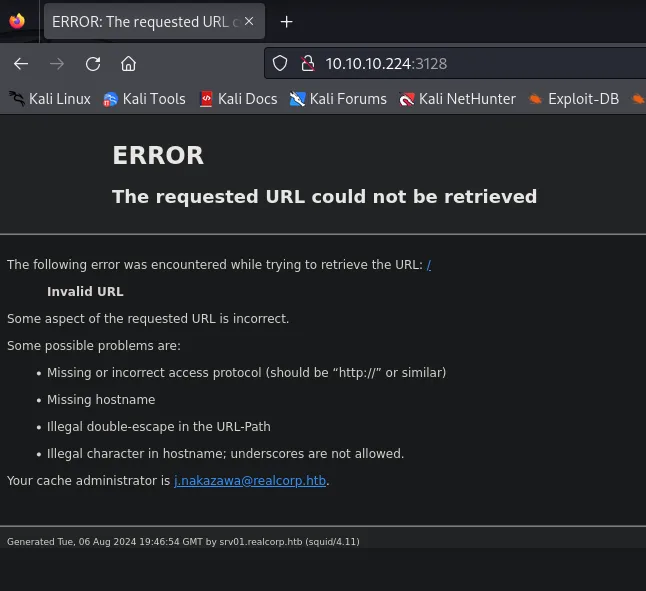 ERROR: The requested URL c
10.10.10.224:3128
Kali Linux Kali Tools Kali Docs Kali Forums Kali NetHunter Exploit-DB
ERROR
The requested URL could not be retrieved
The following error was encountered while trying to retrieve the URL: /
Invalid URL
Some aspect of the requested URL is incorrect.
Some possible problems are:
• Missing or incorrect access protocol (should be “http://” or similar)
• Missing hostname
• Illegal double-escape in the URL-Path
• Illegal character in hostname; underscores are not allowed.
Your cache administrator is j.nakazawa@realcorp.htb.
Generated Tue, 06 Aug 2024 19:46:54 GMT by srv01.realcorp.htb (squid/4.11)